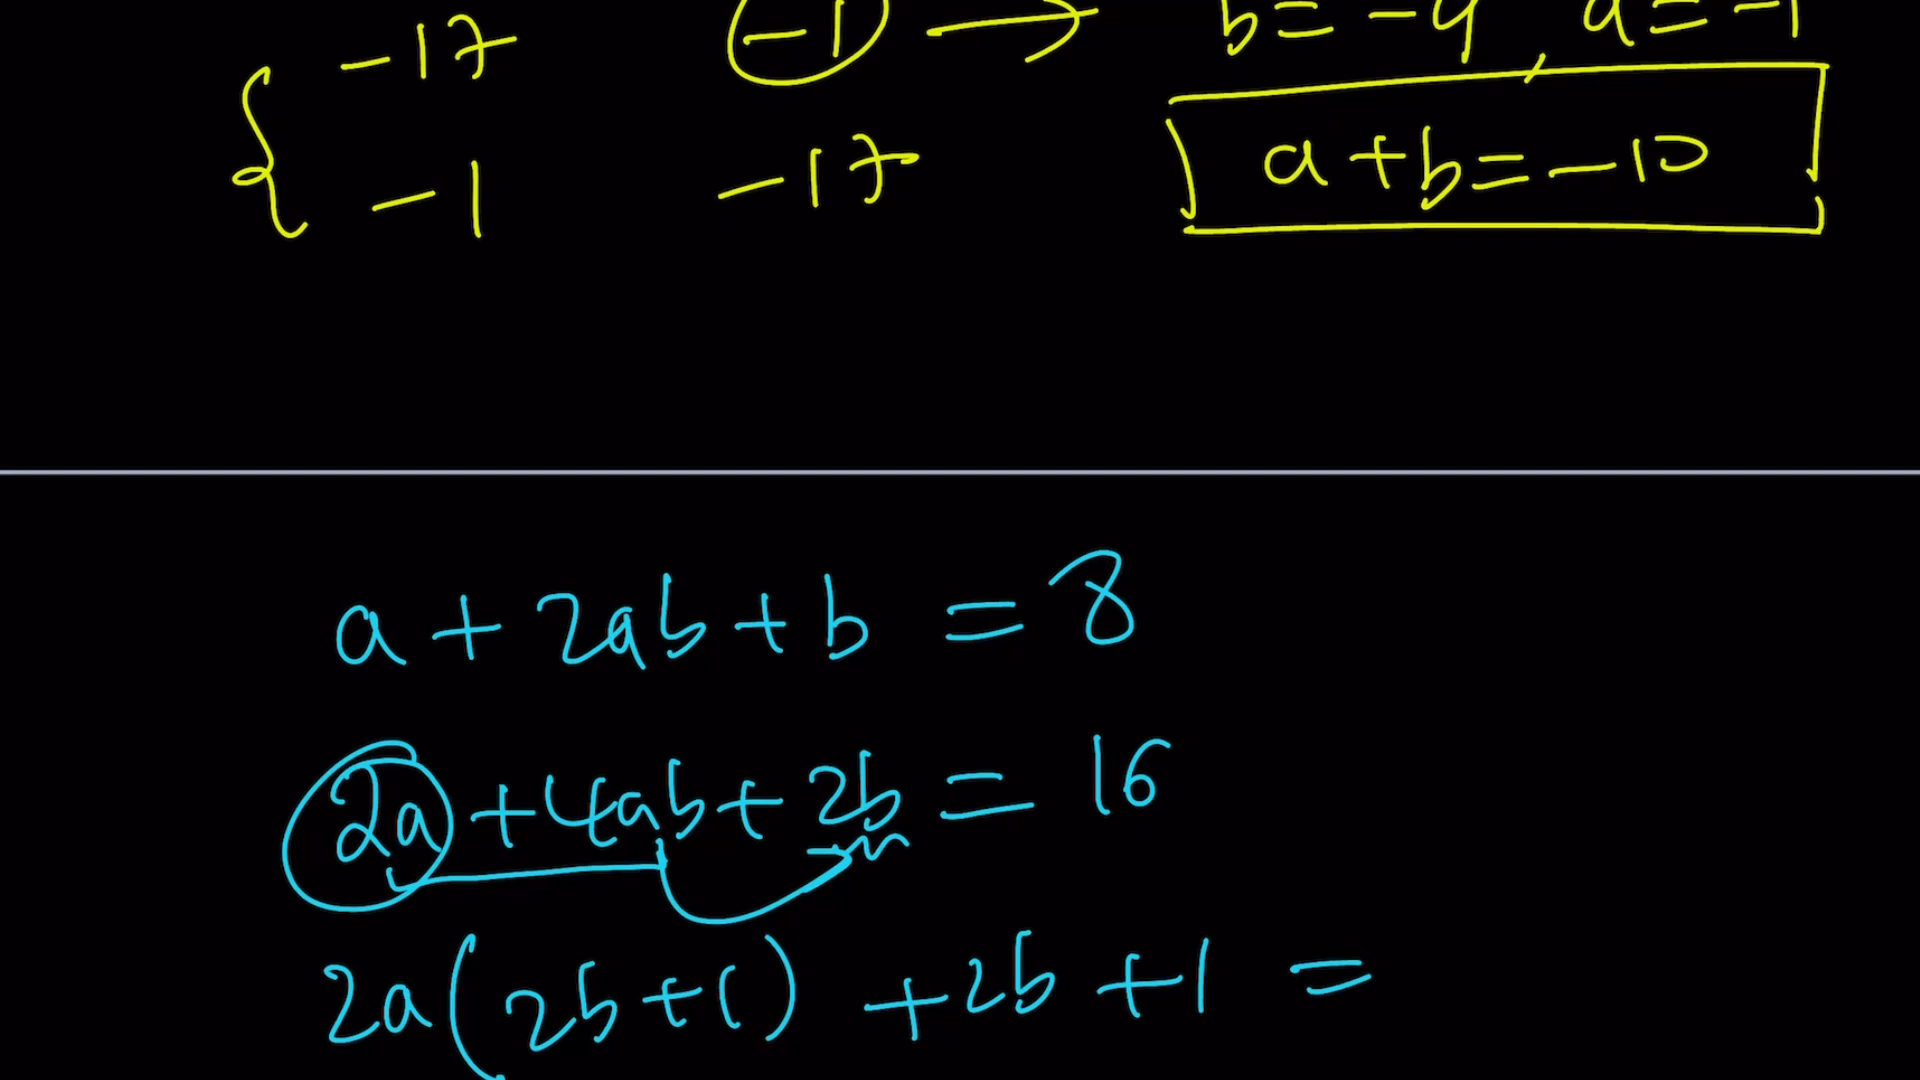 -17 -1 → b=-9, a=-1
-1 -17 a+b=-10
a+2ab+b=8
2a+4ab+2b=16
2a(2b+1)+2b+1=